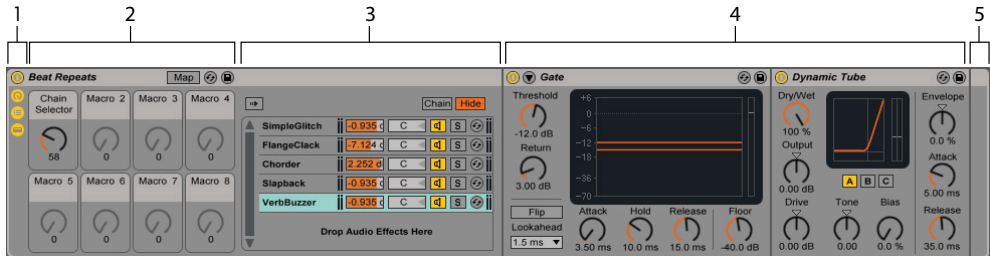 1 2 3 4 5
Beat Repeats Map
Gate
Dynamic Tube
Chain Selector Macro 2 Macro 3 Macro 4
58 0 0 0
Macro 5 Macro 6 Macro 7 Macro 8
0 0 0 0
Chain Hide
SimpleGlitch -0.935 C S
FlangeClack -7.124 C S
Chorder 2.252 d C S
Slapback -0.935 C S
VerbBuzzer -0.935 C S
Drop Audio Effects Here
Threshold
-12.0 dB
Return
3.00 dB
Flip
Lookahead
1.5 ms
+6
0
-6
-12
-18
-36
-70
Attack Hold Release Floor
3.50 ms 10.0 ms 15.0 ms -40.0 dB
Dry/Wet
100 %
Output
0.00 dB
A B C
Drive Tone Bias
0.00 dB 0.00 0.0 %
Envelope
0.0 %
Attack
5.00 ms
Release
35.0 ms